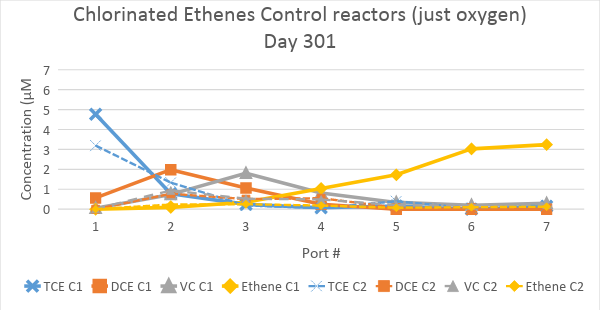 Chlorinated Ethenes Control reactors (just oxygen)
Day 301
Concentration (µM
7
6
5
4
3
2
1
0
1 2 3 4 5 6 7
Port #
TCE C1 DCE C1 VC C1 Ethene C1 TCE C2 DCE C2 VC C2 Ethene C2